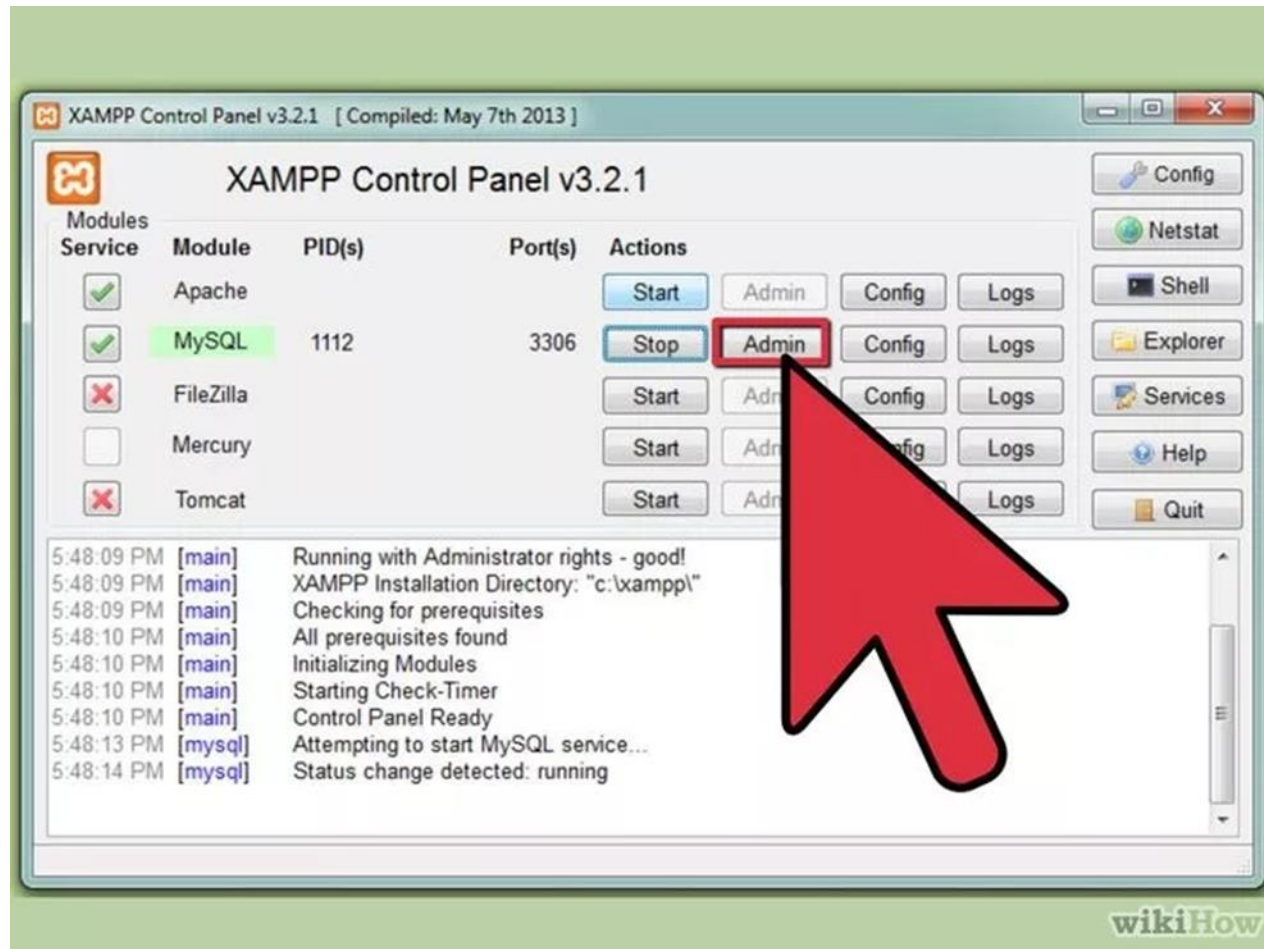 XAMPP Control Panel v3.2.1 [ Compiled: May 7th 2013 ]
XAMPP Control Panel v3.2.1
Config
Modules
Service Module PID(s) Port(s) Actions
Netstat
Apache Start Admin Config Logs
Shell
MySQL 1112 3306 Stop Admin Config Logs
Explorer
FileZilla Start Config Logs
Services
Mercury Start Logs
Help
Tomcat Start Logs
Quit
5:48:09 PM [main] Running with Administrator rights - good!
5:48:09 PM [main] XAMPP Installation Directory: "c:\xampp\"
5:48:09 PM [main] Checking for prerequisites
5:48:10 PM [main] All prerequisites found
5:48:10 PM [main] Initializing Modules
5:48:10 PM [main] Starting Check-Timer
5:48:10 PM [main] Control Panel Ready
5:48:13 PM [mysql] Attempting to start MySQL service...
5:48:14 PM [mysql] Status change detected: running
wikiHow